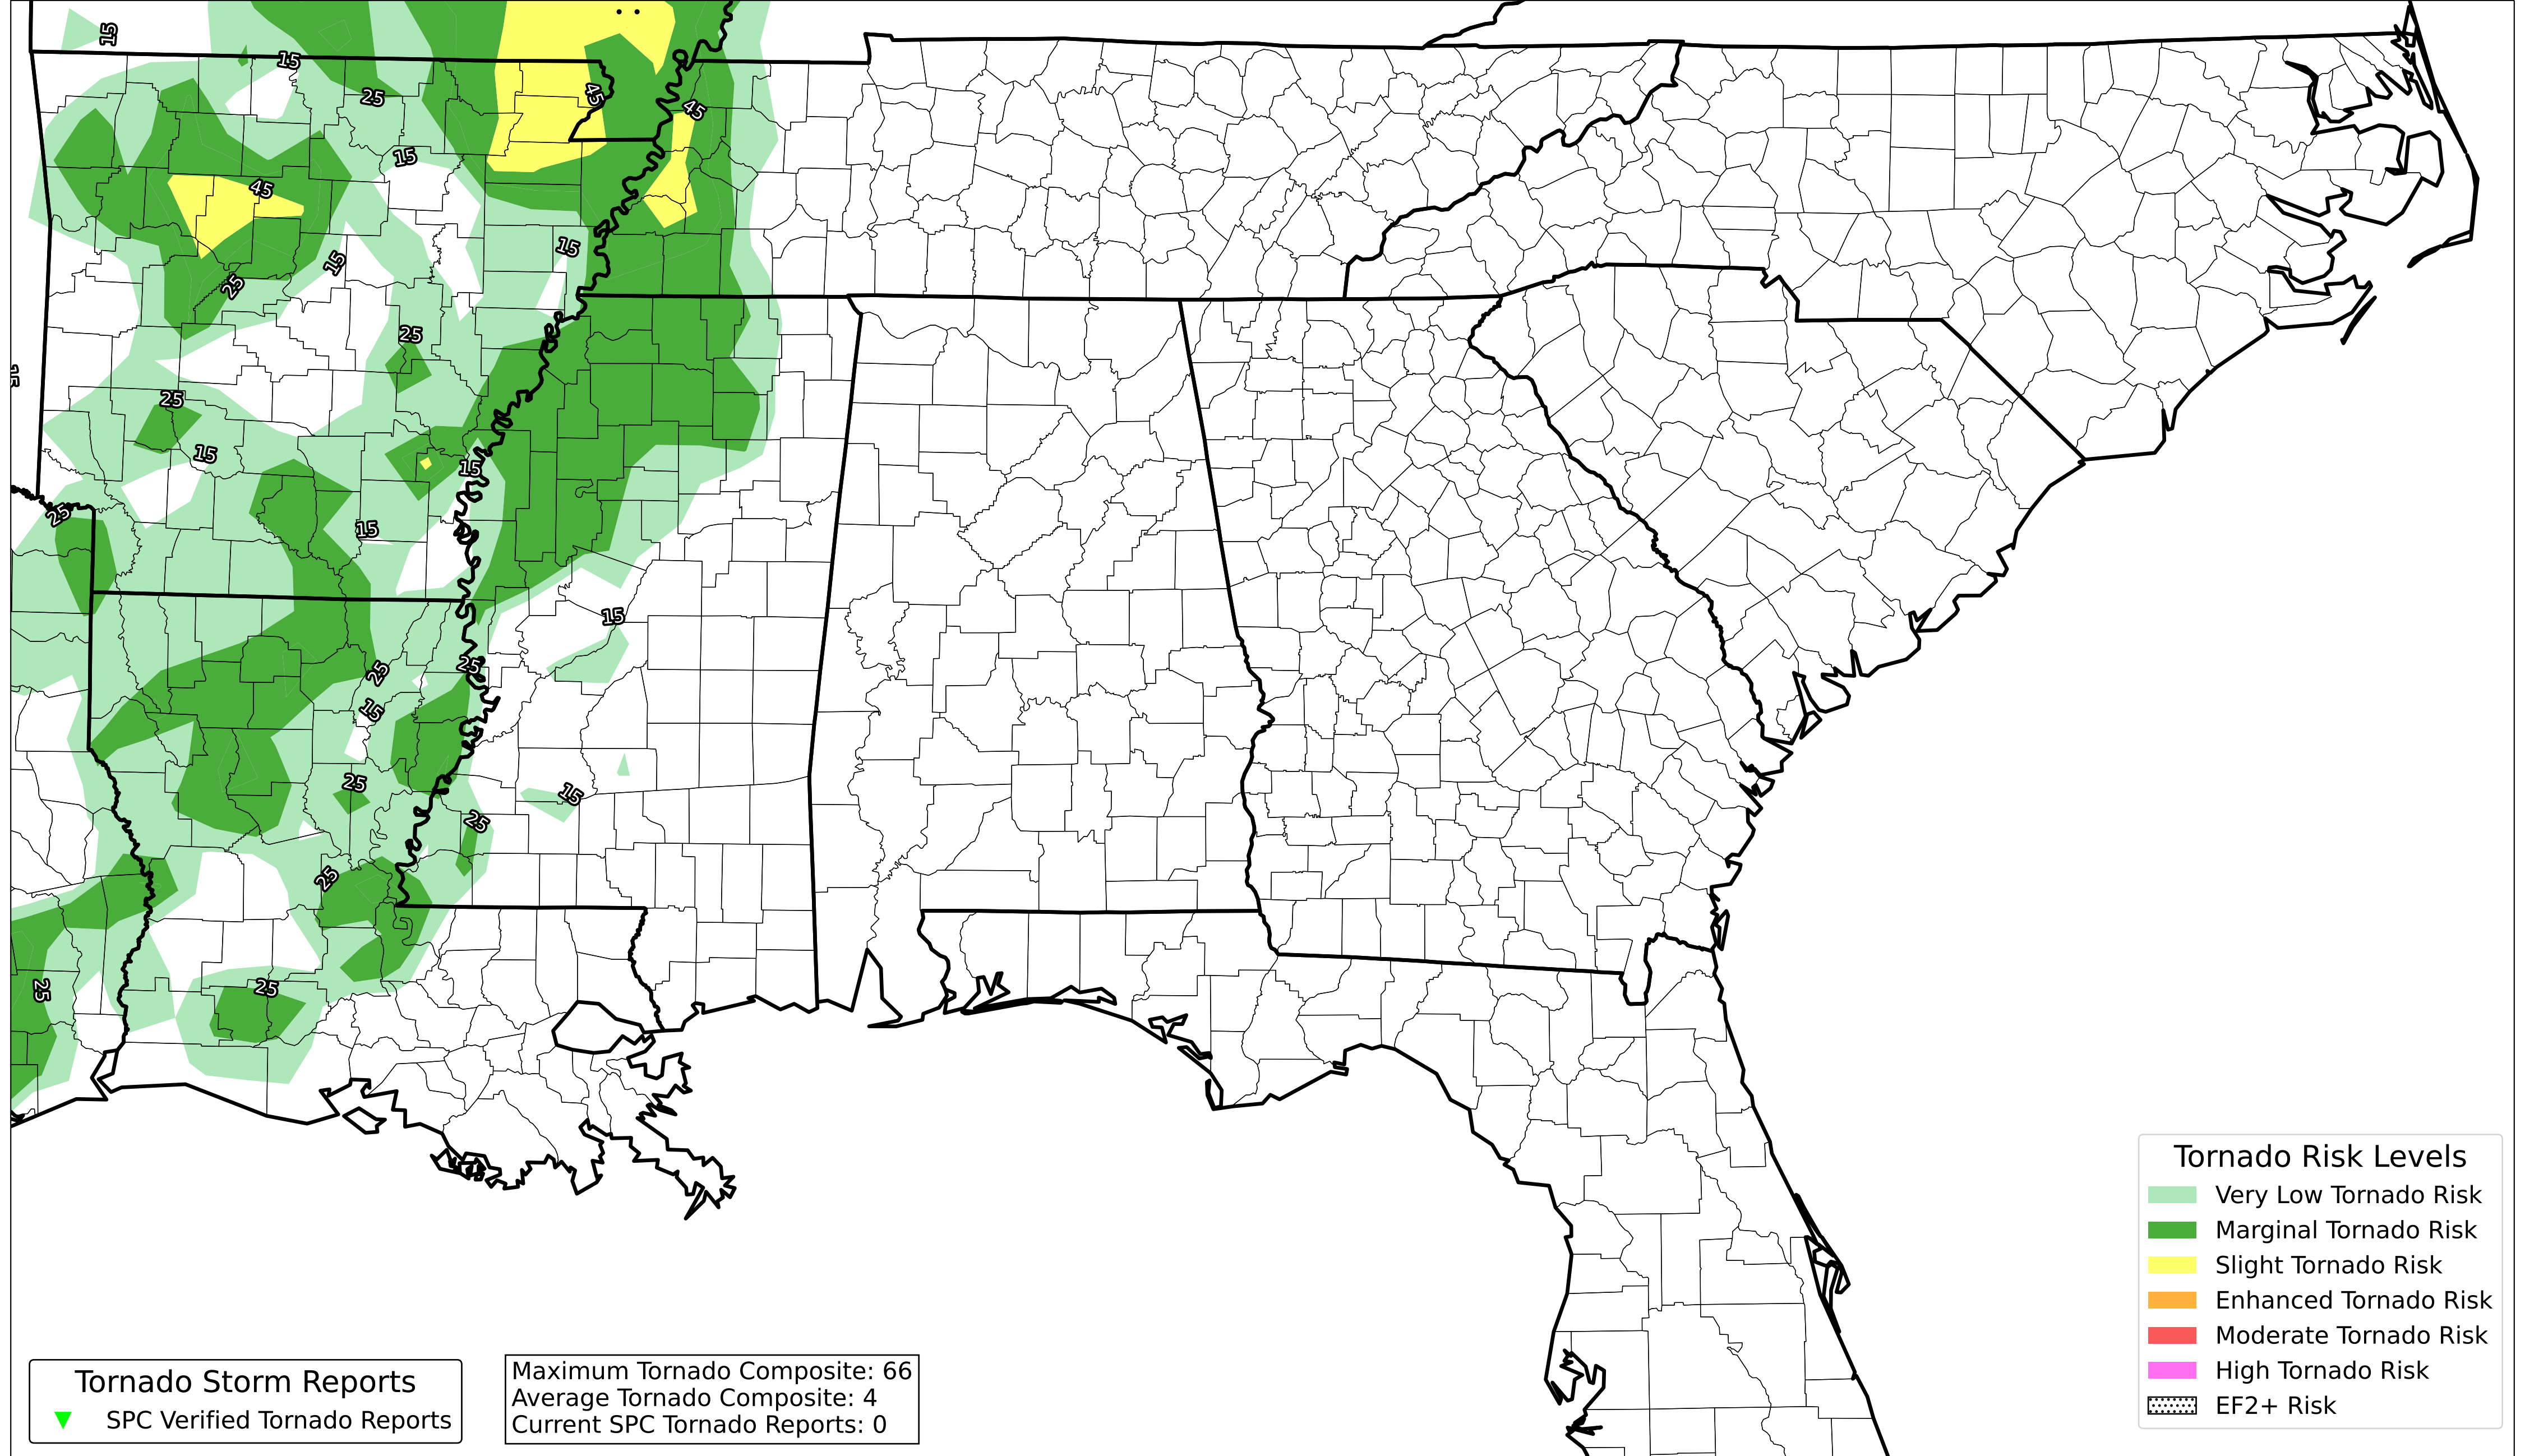 15
15
25
45
45
15
45
15
15
25
25
15
25
15
15
25
15
15
25
25
15
25
15
25
25
25
25
Tornado Storm Reports
SPC Verified Tornado Reports
Maximum Tornado Composite: 66
Average Tornado Composite: 4
Current SPC Tornado Reports: 0
Tornado Risk Levels
Very Low Tornado Risk
Marginal Tornado Risk
Slight Tornado Risk
Enhanced Tornado Risk
Moderate Tornado Risk
High Tornado Risk
EF2+ Risk